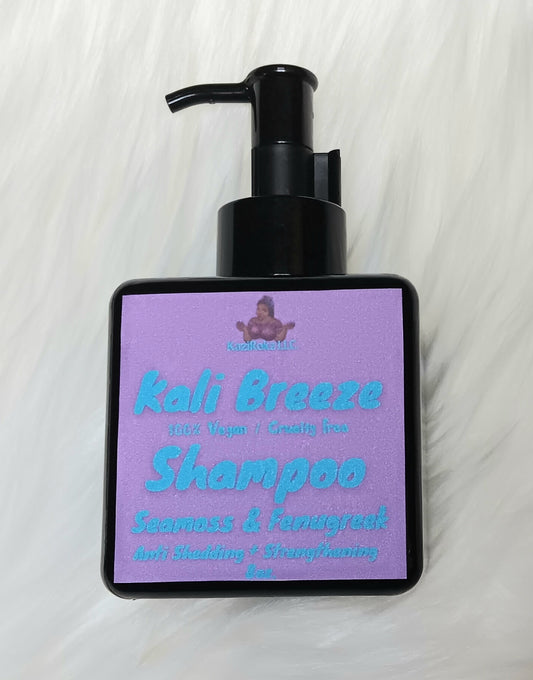 Kali Breeze
100% Vegan / Cruelty Free
Shampoo
Seamoss & Fenugreek
Anti Shedding + Strengthening